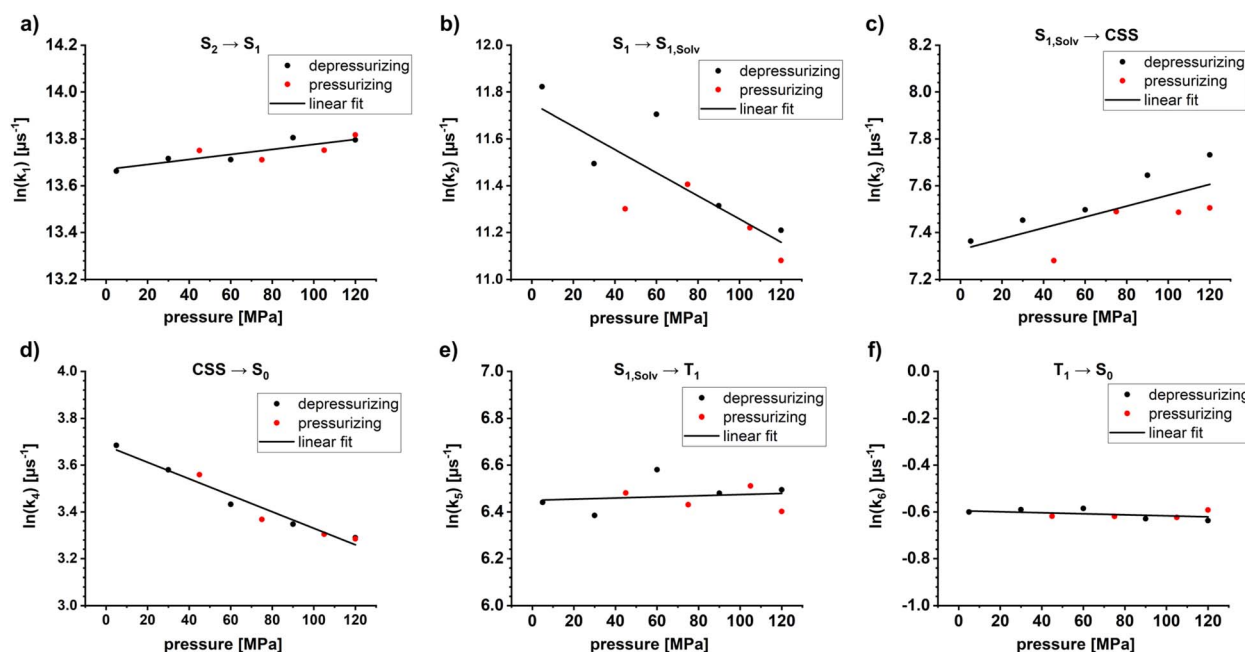 a)
S₂ → S₁
14.2
14.0
13.8
13.6
13.4
13.2
ln(k₁) [µs⁻¹]
depressurizing
pressurizing
linear fit
0 20 40 60 80 100 120
pressure [MPa]
b)
S₁ → S₁,Solv
12.0
11.8
11.6
11.4
11.2
11.0
ln(k₂) [µs⁻¹]
depressurizing
pressurizing
linear fit
0 20 40 60 80 100 120
pressure [MPa]
c)
S₁,Solv → CSS
8.2
8.0
7.8
7.6
7.4
7.2
ln(k₃) [µs⁻¹]
depressurizing
pressurizing
linear fit
0 20 40 60 80 100 120
pressure [MPa]
d)
CSS → S₀
4.0
3.8
3.6
3.4
3.2
3.0
ln(k₄) [µs⁻¹]
depressurizing
pressurizing
linear fit
0 20 40 60 80 100 120
pressure [MPa]
e)
S₁,Solv → T₁
7.0
6.8
6.6
6.4
6.2
6.0
ln(k₅) [µs⁻¹]
depressurizing
pressurizing
linear fit
0 20 40 60 80 100 120
pressure [MPa]
f)
T₁ → S₀
0.0
-0.2
-0.4
-0.6
-0.8
-1.0
ln(k₆) [µs⁻¹]
depressurizing
pressurizing
linear fit
0 20 40 60 80 100 120
pressure [MPa]